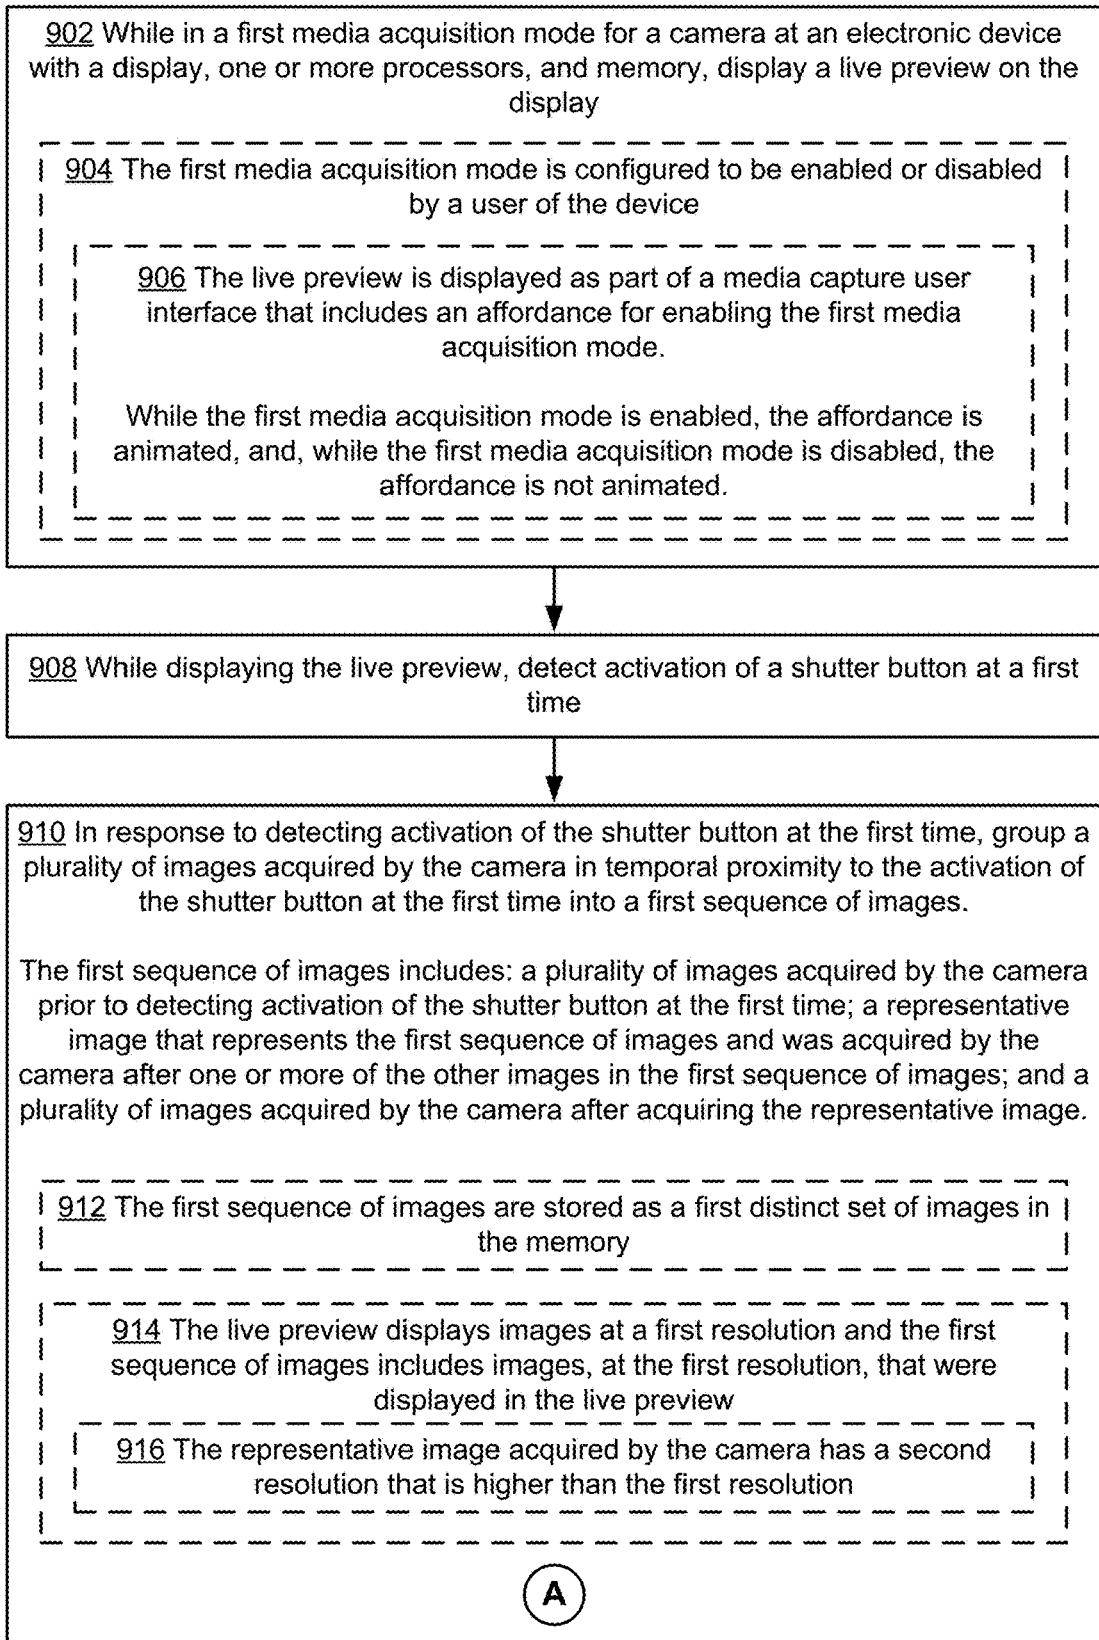 902 While in a first media acquisition mode for a camera at an electronic device
with a display, one or more processors, and memory, display a live preview on the
display
904 The first media acquisition mode is configured to be enabled or disabled
by a user of the device
906 The live preview is displayed as part of a media capture user
interface that includes an affordance for enabling the first media
acquisition mode.
While the first media acquisition mode is enabled, the affordance is
animated, and, while the first media acquisition mode is disabled, the
affordance is not animated.
908 While displaying the live preview, detect activation of a shutter button at a first
time
910 In response to detecting activation of the shutter button at the first time, group a
plurality of images acquired by the camera in temporal proximity to the activation of
the shutter button at the first time into a first sequence of images.
The first sequence of images includes: a plurality of images acquired by the camera
prior to detecting activation of the shutter button at the first time; a representative
image that represents the first sequence of images and was acquired by the
camera after one or more of the other images in the first sequence of images; and a
plurality of images acquired by the camera after acquiring the representative image.
912 The first sequence of images are stored as a first distinct set of images in
the memory
914 The live preview displays images at a first resolution and the first
sequence of images includes images, at the first resolution, that were
displayed in the live preview
916 The representative image acquired by the camera has a second
resolution that is higher than the first resolution
A